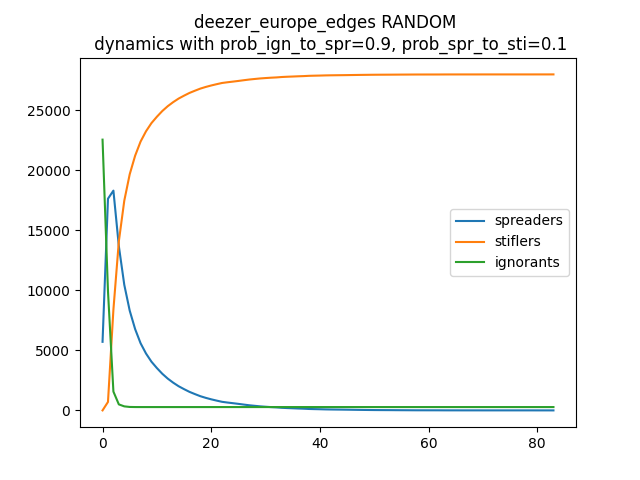 deezer_europe_edges RANDOM
dynamics with prob_ign_to_spr=0.9, prob_spr_to_sti=0.1
25000
20000
15000
10000
5000
0
spreaders
stiflers
ignorants
0 20 40 60 80